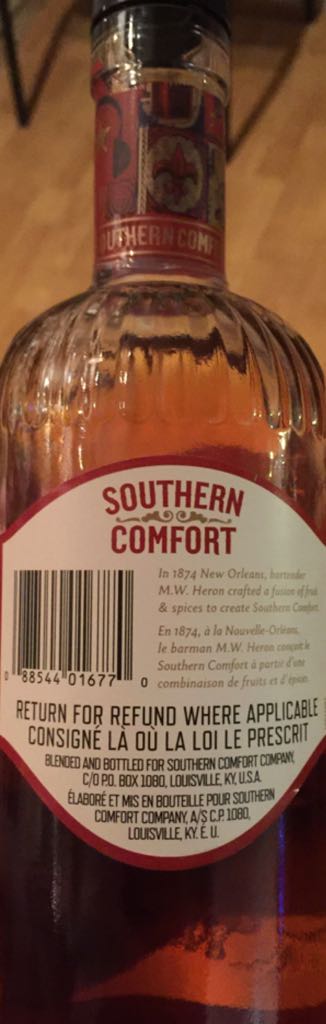 SOUTHERN COMF
SOUTHERN
COMFORT
In 1874 New Orleans, bartender
M.W. Heron crafted a fusion of fruit
& spices to create Southern Comfort.
En 1874, à la Nouvelle-Orléans,
le barman M.W. Heron conçoit le
Southern Comfort à partir d'une
combinaison de fruits et d'épices.
0 88544 01677 0
RETURN FOR REFUND WHERE APPLICABLE
CONSIGNÉ LÀ OÙ LA LOI LE PRESCRIT
BLENDED AND BOTTLED FOR SOUTHERN COMFORT COMPANY,
C/O P.O. BOX 1080, LOUISVILLE, KY, U.S.A.
ÉLABORÉ ET MIS EN BOUTEILLE POUR SOUTHERN
COMFORT COMPANY, A/S C.P. 1080,
LOUISVILLE, KY, É. U.